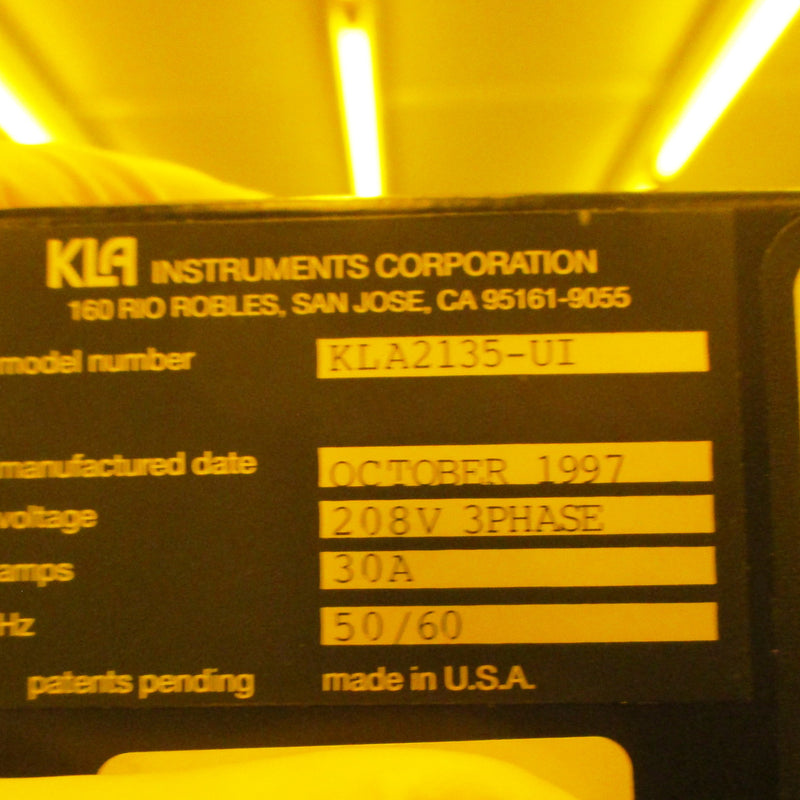 KLA INSTRUMENTS CORPORATION
160 RIO ROBLES, SAN JOSE, CA 95161-9055
model number KLA2135-UI
manufactured date OCTOBER 1997
voltage 208V 3PHASE
amps 30A
Hz 50/60
patents pending made in U.S.A.